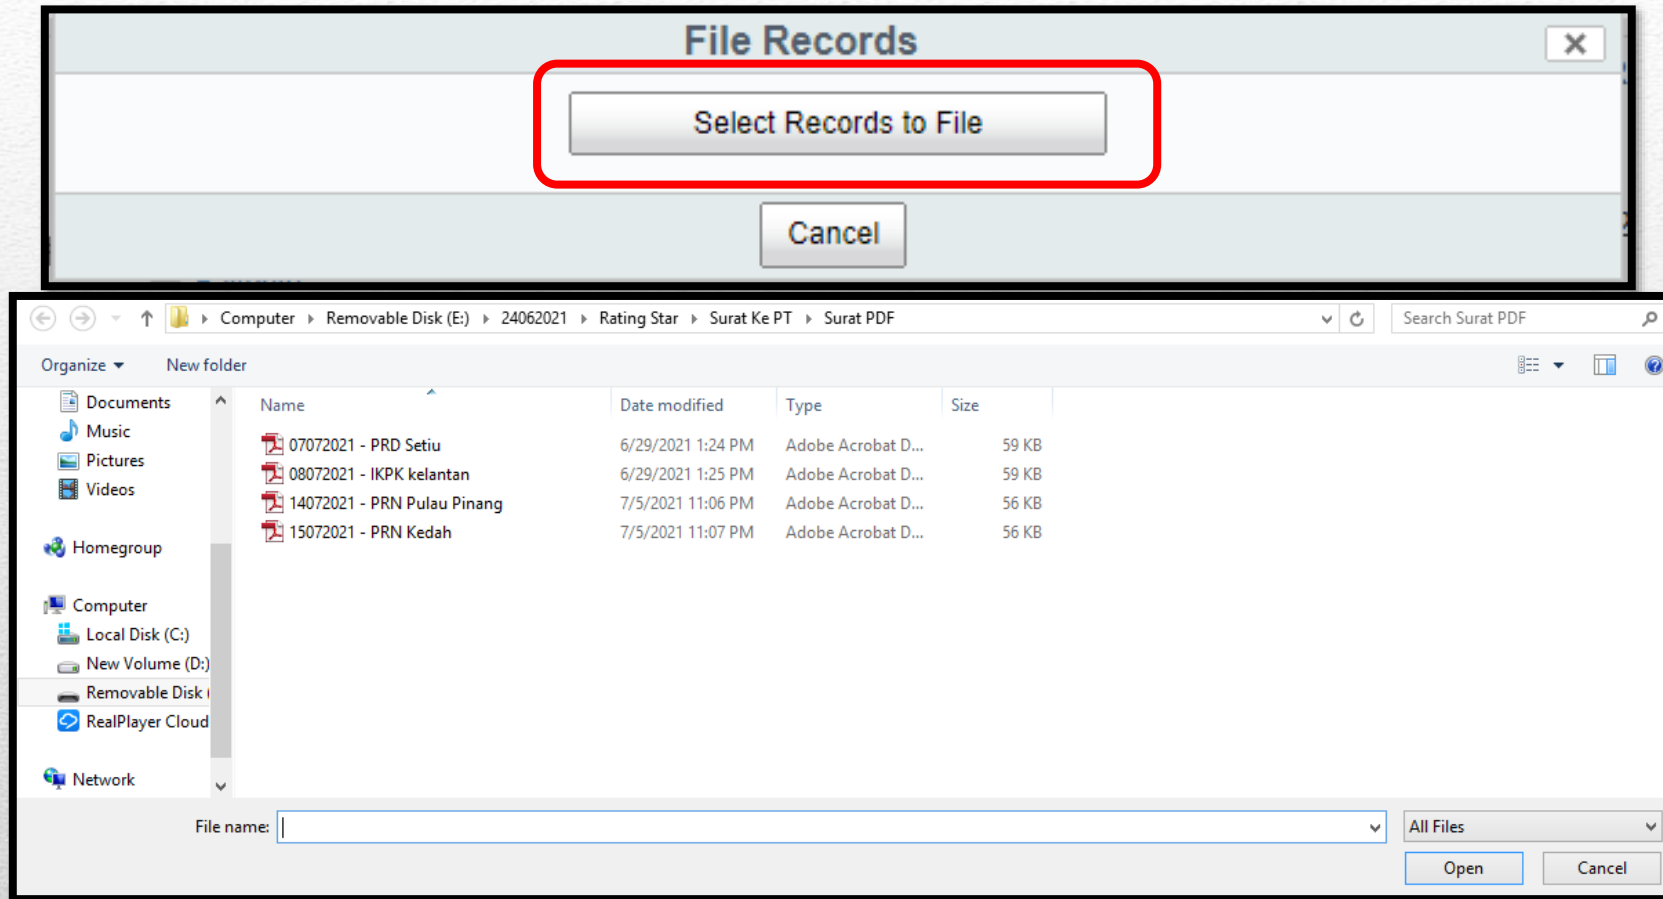 File Records
Select Records to File
Cancel
Computer Removable Disk (E:) 24062021 Rating Star Surat Ke PT Surat PDF Search Surat PDF
Organize New folder
Documents
Music
Pictures
Videos
Homegroup
Computer
Local Disk (C:)
New Volume (D:)
Removable Disk (
RealPlayer Cloud
Network
Name Date modified Type Size
07072021 - PRD Setiu 6/29/2021 1:24 PM Adobe Acrobat D... 59 KB
08072021 - IKPK kelantan 6/29/2021 1:25 PM Adobe Acrobat D... 59 KB
14072021 - PRN Pulau Pinang 7/5/2021 11:06 PM Adobe Acrobat D... 56 KB
15072021 - PRN Kedah 7/5/2021 11:07 PM Adobe Acrobat D... 56 KB
File name: All Files
Open Cancel